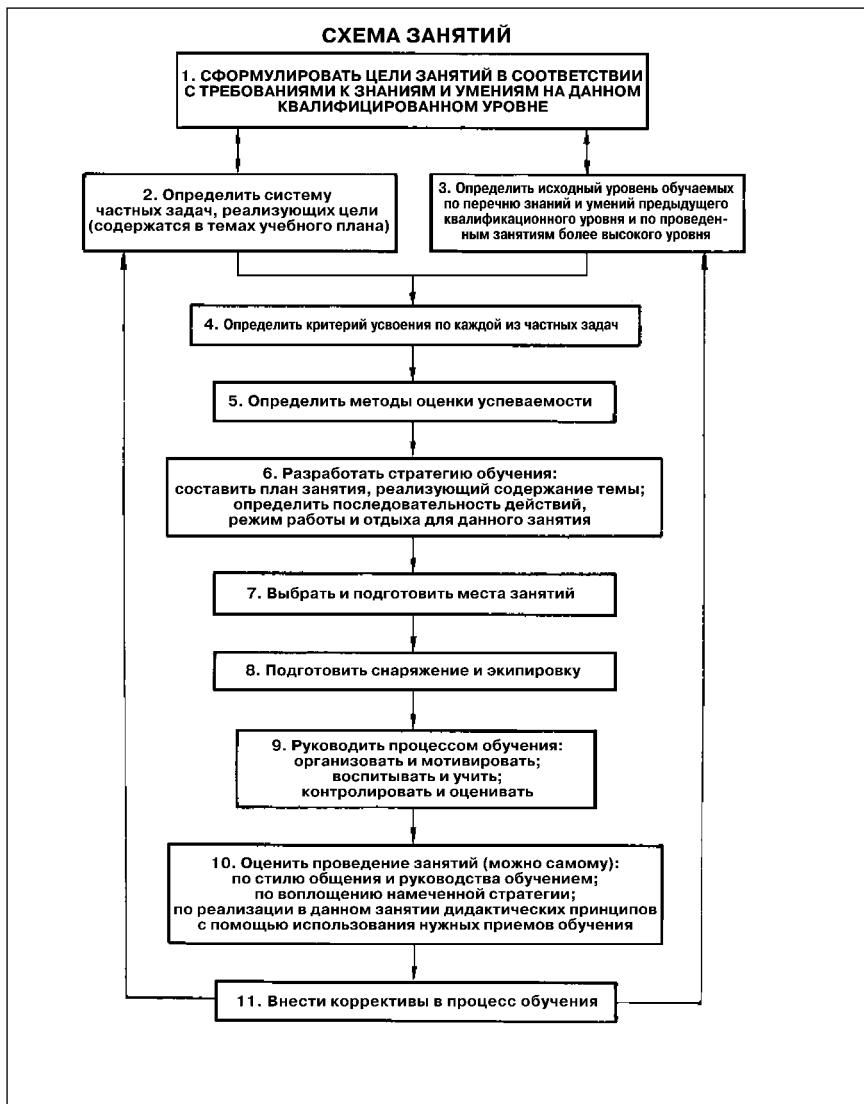 СХЕМА ЗАНЯТИЙ
1. СФОРМУЛИРОВАТЬ ЦЕЛИ ЗАНЯТИЙ В СООТВЕТСТВИИ
С ТРЕБОВАНИЯМИ К ЗНАНИЯМ И УМЕНИЯМ НА ДАННОМ
КВАЛИФИЦИРОВАННОМ УРОВНЕ
2. Определить систему
частных задач, реализующих цели
(содержатся в темах учебного плана)
3. Определить исходный уровень обучаемых
по перечню знаний и умений предыдущего
квалификационного уровня и по проведен-
ным занятиям более высокого уровня
4. Определить критерий усвоения по каждой из частных задач
5. Определить методы оценки успеваемости
6. Разработать стратегию обучения:
составить план занятия, реализующий содержание темы;
определить последовательность действий,
режим работы и отдыха для данного занятия
7. Выбрать и подготовить места занятий
8. Подготовить снаряжение и экипировку
9. Руководить процессом обучения:
организовать и мотивировать;
воспитывать и учить;
контролировать и оценивать
10. Оценить проведение занятий (можно самому):
по стилю общения и руководства обучением;
по воплощению намеченной стратегии;
по реализации в данном занятии дидактических принципов
с помощью использования нужных приемов обучения
11. Внести коррективы в процесс обучения